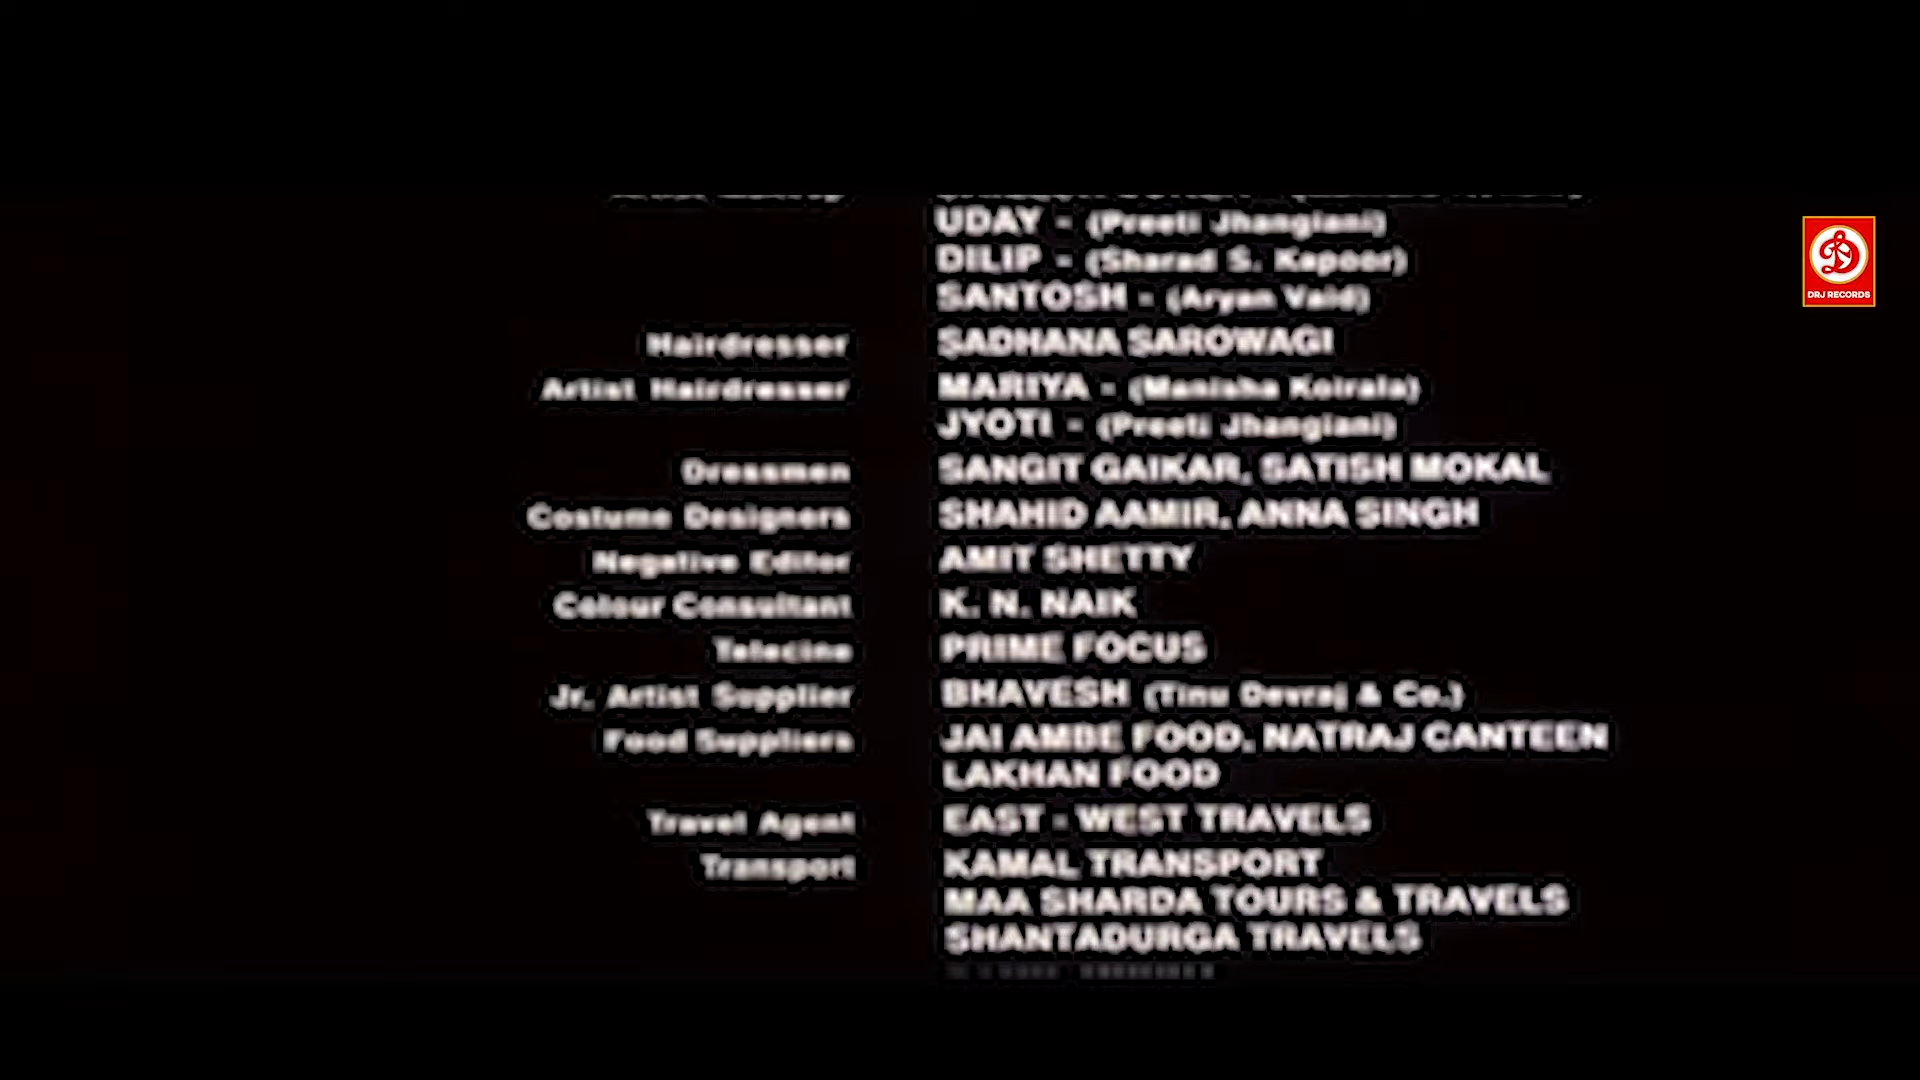 UDAY - (Preeti Jhangiani)
DILIP - (Sharad S. Kapoor)
SANTOSH - (Aryan Vaid)
Hairdresser SADHANA SAROWAGI
Artist Hairdresser MARIYA - (Manisha Koirala)
JYOTI - (Preeti Jhangiani)
Dressmen SANGIT GAIKAR, SATISH MOKAL
Costume Designers SHAHID AAMIR, ANNA SINGH
Negative Editor AMIT SHETTY
Colour Consultant K. N. NAIK
Telecine PRIME FOCUS
Jr. Artist Supplier BHAVESH (Tinu Devraj & Co.)
Food Suppliers JAI AMBE FOOD, NATRAJ CANTEEN
LAKHAN FOOD
Travel Agent EAST - WEST TRAVELS
Transport KAMAL TRANSPORT
MAA SHARDA TOURS & TRAVELS
SHANTADURGA TRAVELS
DRJ RECORDS